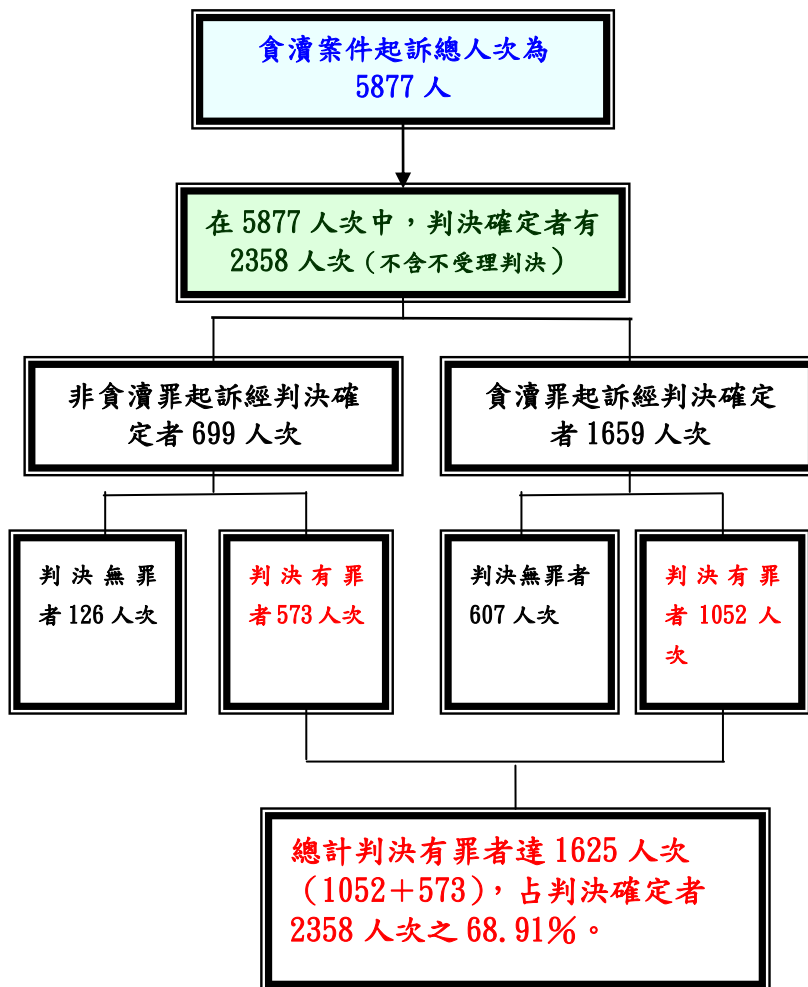 貪瀆案件起訴總人次為
5877 人
在 5877 人次中，判決確定者有
2358 人次（不含不受理判決）
非貪瀆罪起訴經判決確
定者 699 人次
貪瀆罪起訴經判決確定
者 1659 人次
判決無罪
者 126 人次
判決有罪
者 573 人次
判決無罪者
607 人次
判決有罪
者 1052 人
次
總計判決有罪者達 1625 人次
（1052＋573），占判決確定者
2358 人次之 68.91％。